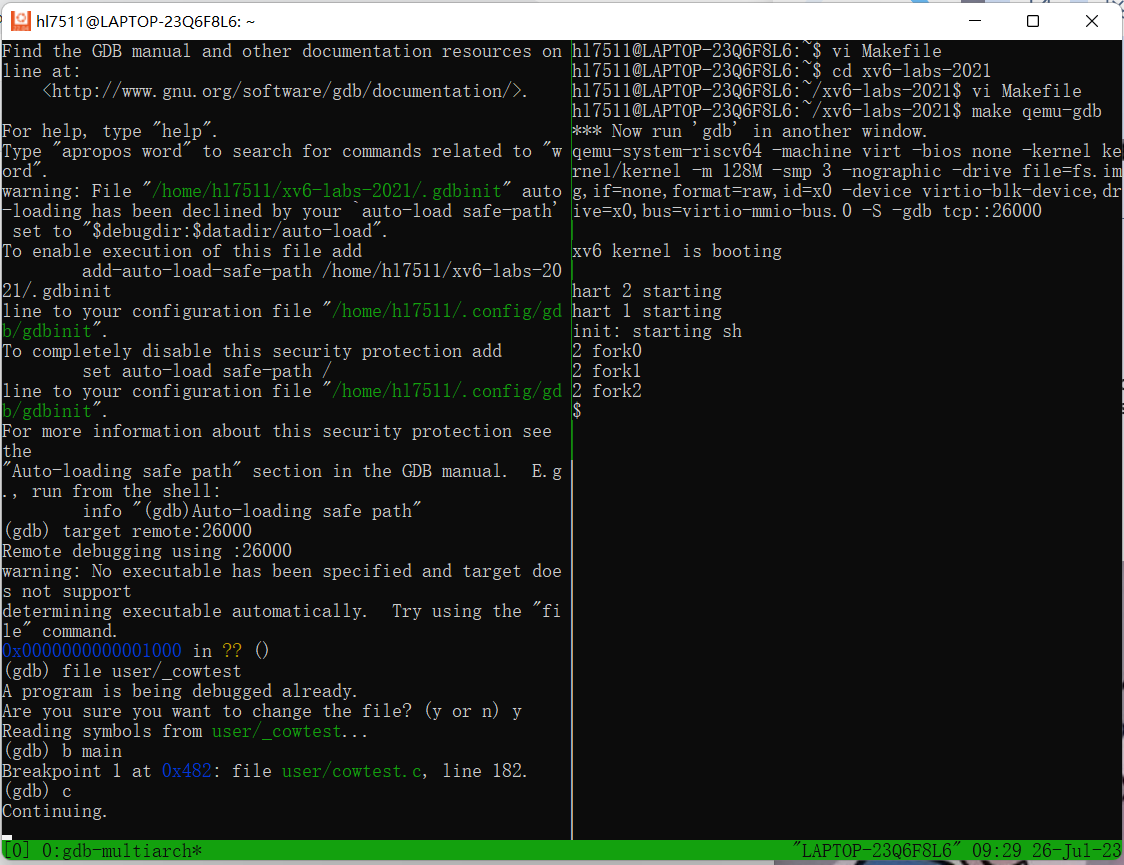 hl7511@LAPTOP-23Q6F8L6: ~
Find the GDB manual and other documentation resources on
line at:
    <http://www.gnu.org/software/gdb/documentation/>.
For help, type "help".
Type "apropos word" to search for commands related to "w
ord".
warning: File "/home/hl7511/xv6-labs-2021/.gdbinit" auto
-loading has been declined by your `auto-load safe-path'
 set to "$debugdir:$datadir/auto-load".
To enable execution of this file add
        add-auto-load-safe-path /home/hl7511/xv6-labs-20
21/.gdbinit
line to your configuration file "/home/hl7511/.config/gd
b/gdbinit".
To completely disable this security protection add
        set auto-load safe-path /
line to your configuration file "/home/hl7511/.config/gd
b/gdbinit".
For more information about this security protection see
the
"Auto-loading safe path" section in the GDB manual.  E.g
., run from the shell:
        info "(gdb)Auto-loading safe path"
(gdb) target remote:26000
Remote debugging using :26000
warning: No executable has been specified and target doe
s not support
determining executable automatically.  Try using the "fi
le" command.
0x0000000000001000 in ?? ()
(gdb) file user/_cowtest
A program is being debugged already.
Are you sure you want to change the file? (y or n) y
Reading symbols from user/_cowtest...
(gdb) b main
Breakpoint 1 at 0x482: file user/cowtest.c, line 182.
(gdb) c
Continuing.
hl7511@LAPTOP-23Q6F8L6:~$ vi Makefile
hl7511@LAPTOP-23Q6F8L6:~$ cd xv6-labs-2021
hl7511@LAPTOP-23Q6F8L6:~/xv6-labs-2021$ vi Makefile
hl7511@LAPTOP-23Q6F8L6:~/xv6-labs-2021$ make qemu-gdb
*** Now run 'gdb' in another window.
qemu-system-riscv64 -machine virt -bios none -kernel ke
rnel/kernel -m 128M -smp 3 -nographic -drive file=fs.im
g,if=none,format=raw,id=x0 -device virtio-blk-device,dr
ive=x0,bus=virtio-mmio-bus.0 -S -gdb tcp::26000
xv6 kernel is booting
hart 2 starting
hart 1 starting
init: starting sh
2 fork0
2 fork1
2 fork2
$
[0] 0:gdb-multiarch*
"LAPTOP-23Q6F8L6" 09:29 26-Jul-23